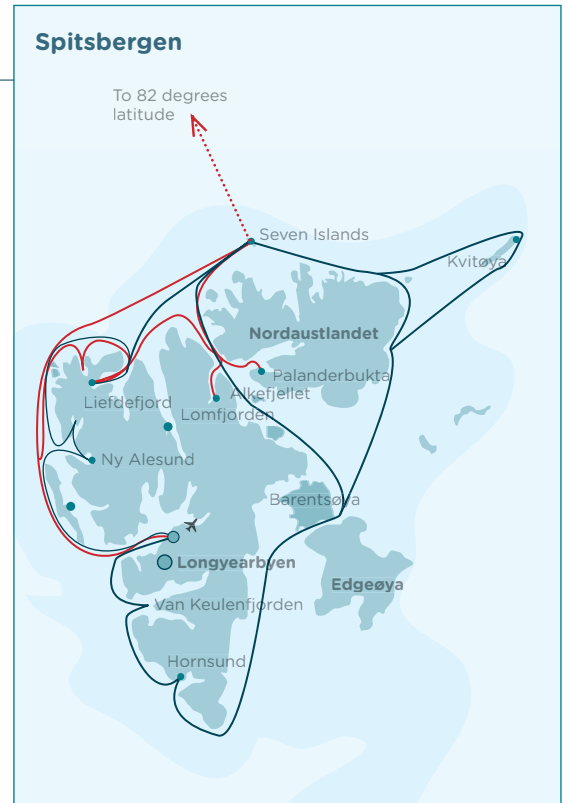 Spitsbergen
To 82 degrees
latitude
Seven Islands
Kvitøya
Nordaustlandet
Palanderbukta
Alkefjellet
Liefdefjord
Lomfjorden
Ny Alesund
Barentsøya
Longyearbyen
Edgeøya
Van Keulenfjorden
Hornsund